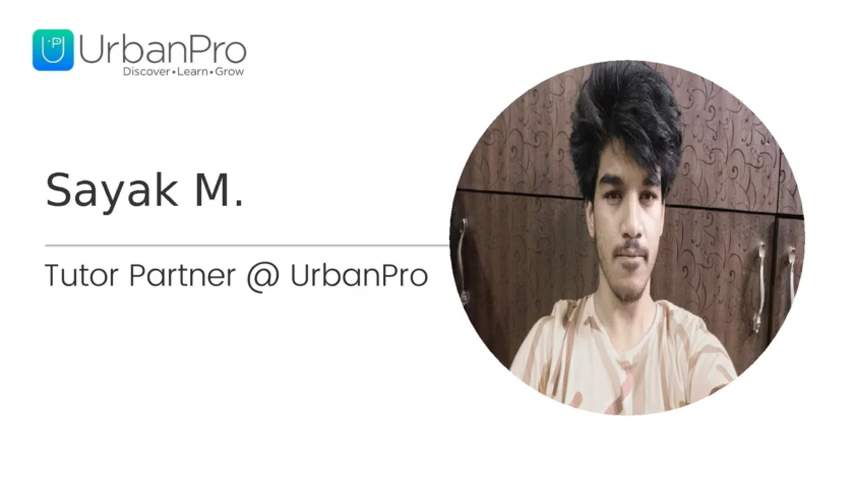 UrbanPro
Discover•Learn•Grow
Sayak M.
Tutor Partner @ UrbanPro